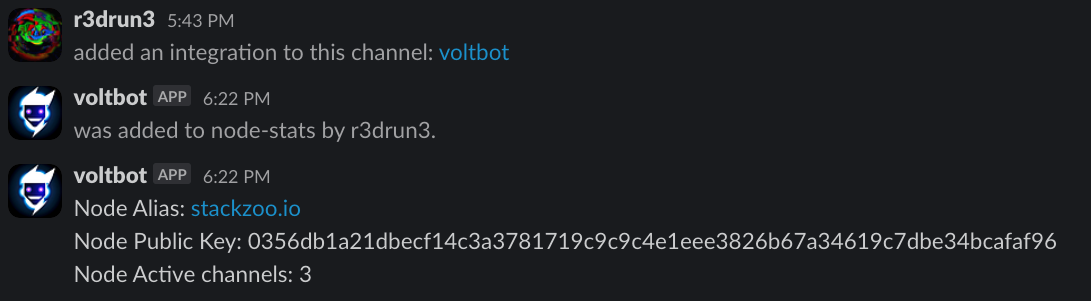 r3drun3 5:43 PM
added an integration to this channel: voltbot
voltbot APP 6:22 PM
was added to node-stats by r3drun3.
voltbot APP 6:22 PM
Node Alias: stackzoo.io
Node Public Key: 0356db1a21dbecf14c3a3781719c9c9c4e1eee3826b67a34619c7dbe34bcafaf96
Node Active channels: 3